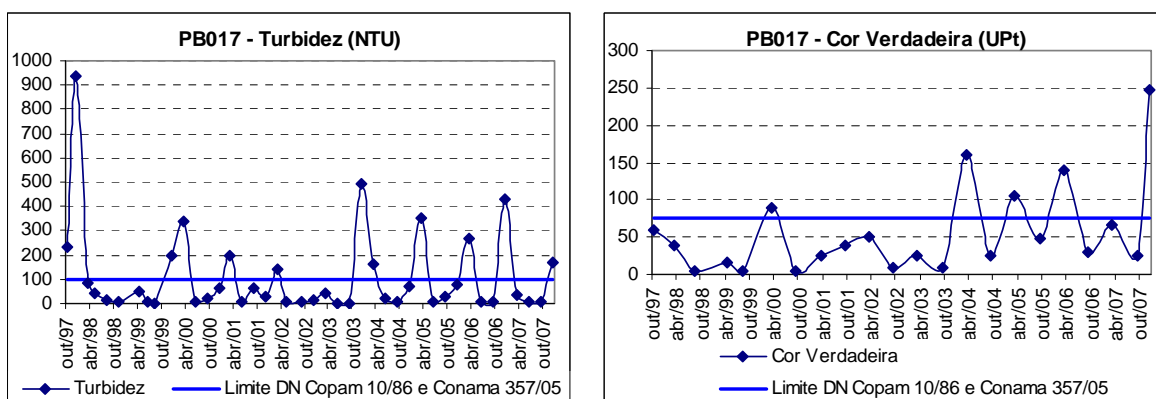 PB017 - Turbidez (NTU)
1000
900
800
700
600
500
400
300
200
100
0
out/97
abr/98
out/98
abr/99
out/99
abr/00
out/00
abr/01
out/01
abr/02
out/02
abr/03
out/03
abr/04
out/04
abr/05
out/05
abr/06
out/06
abr/07
out/07
Turbidez
Limite DN Copam 10/86 e Conama 357/05
PB017 - Cor Verdadeira (UPt)
300
250
200
150
100
50
0
out/97
abr/98
out/98
abr/99
out/99
abr/00
out/00
abr/01
out/01
abr/02
out/02
abr/03
out/03
abr/04
out/04
abr/05
out/05
abr/06
out/06
abr/07
out/07
Cor Verdadeira
Limite DN Copam 10/86 e Conama 357/05